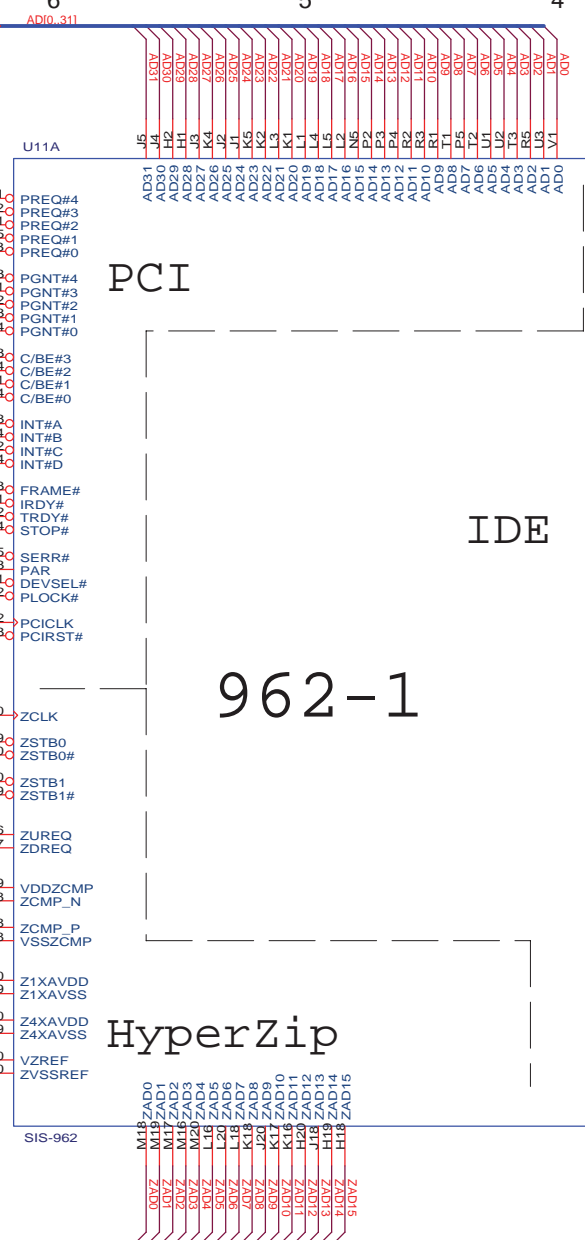 6 5 4
AD[0..31]
AD31 AD30 AD29 AD28 AD27 AD26 AD25 AD24 AD23 AD22 AD21 AD20 AD19 AD18 AD17 AD16 AD15 AD14 AD13 AD12 AD11 AD10 AD9 AD8 AD7 AD6 AD5 AD4 AD3 AD2 AD1 AD0
J5 J4 H2 H1 J3 K4 J2 J1 K5 K2 L3 K1 L1 L4 L5 L2 N5 P2 P3 P4 R2 R3 R1 T1 P5 T2 U1 U2 T3 R5 U3 V1
U11A
AD31 AD30 AD29 AD28 AD27 AD26 AD25 AD24 AD23 AD22 AD21 AD20 AD19 AD18 AD17 AD16 AD15 AD14 AD13 AD12 AD11 AD10 AD9 AD8 AD7 AD6 AD5 AD4 AD3 AD2 AD1 AD0
PREQ#4
PREQ#3
PREQ#2
PREQ#1
PREQ#0
PCI
PGNT#4
PGNT#3
PGNT#2
PGNT#1
PGNT#0
C/BE#3
C/BE#2
C/BE#1
C/BE#0
INT#A
INT#B
INT#C
INT#D
FRAME#
IRDY#
TRDY#
STOP#
IDE
SERR#
PAR
DEVSEL#
PLOCK#
PCICLK
PCIRST#
962-1
ZCLK
ZSTB0
ZSTB0#
ZSTB1
ZSTB1#
ZUREQ
ZDREQ
VDDZCMP
ZCMP_N
ZCMP_P
VSSZCMP
Z1XAVDD
Z1XAVSS
Z4XAVDD
Z4XAVSS
HyperZip
VZREF
ZVSSREF
ZAD0 ZAD1 ZAD2 ZAD3 ZAD4 ZAD5 ZAD6 ZAD7 ZAD8 ZAD9 ZAD10 ZAD11 ZAD12 ZAD13 ZAD14 ZAD15
SIS-962
M18 M19 M17 M16 M20 L16 L20 L18 K18 J20 K17 K16 H20 J18 H19 H18
ZAD0 ZAD1 ZAD2 ZAD3 ZAD4 ZAD5 ZAD6 ZAD7 ZAD8 ZAD9 ZAD10 ZAD11 ZAD12 ZAD13 ZAD14 ZAD15